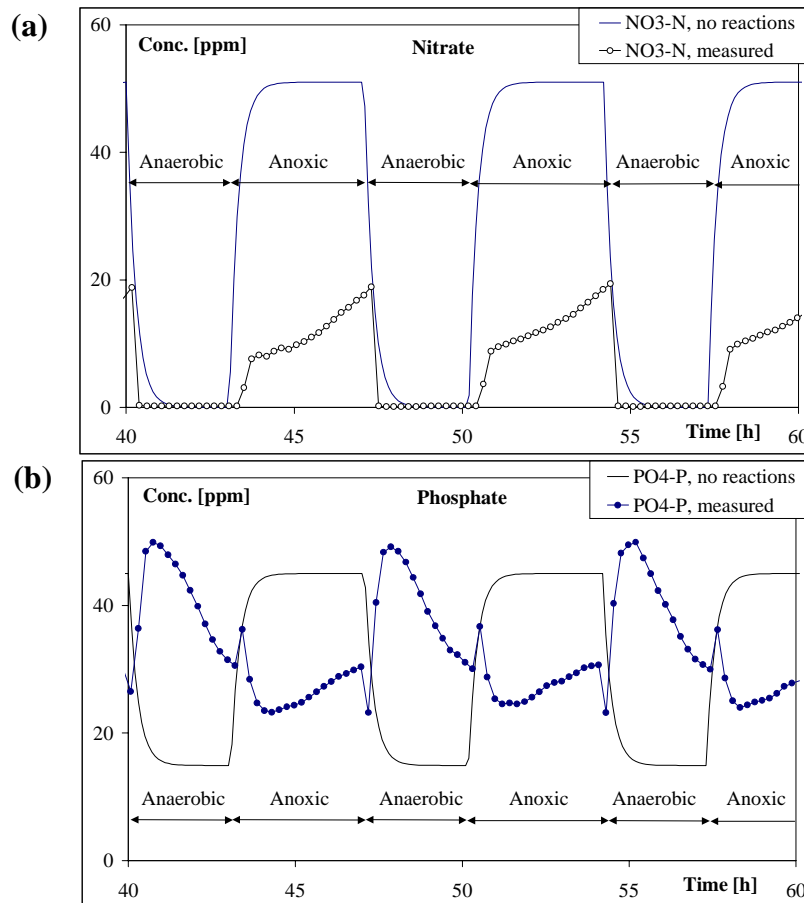 (a)
60
Conc. [ppm]
Nitrate
NO3-N, no reactions
NO3-N, measured
40
Anaerobic
Anoxic
Anaerobic
Anoxic
Anaerobic
Anoxic
20
0
40
45
50
55
60
Time [h]
(b)
60
Conc. [ppm]
Phosphate
PO4-P, no reactions
PO4-P, measured
40
20
Anaerobic
Anoxic
Anaerobic
Anoxic
Anaerobic
Anoxic
0
40
45
50
55
60
Time [h]